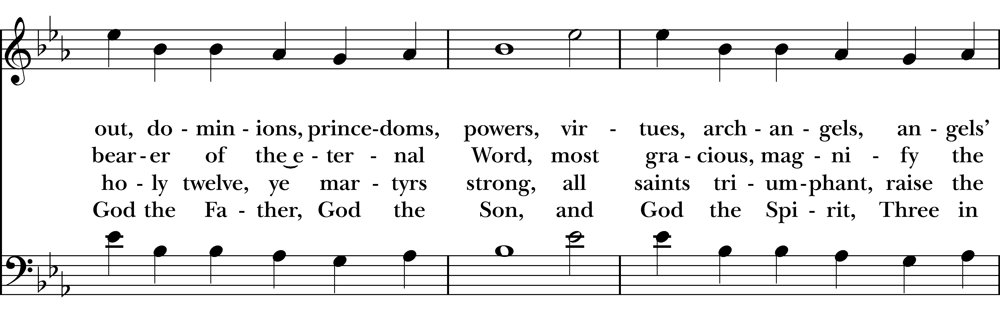 out, do - min - ions, prince-doms, powers, vir - tues, arch - an - gels, an - gels’
bear - er of the e - ter - nal Word, most gra - cious, mag - ni - fy the
ho - ly twelve, ye mar - tyrs strong, all saints tri - um - phant, raise the
God the Fa - ther, God the Son, and God the Spi - rit, Three in